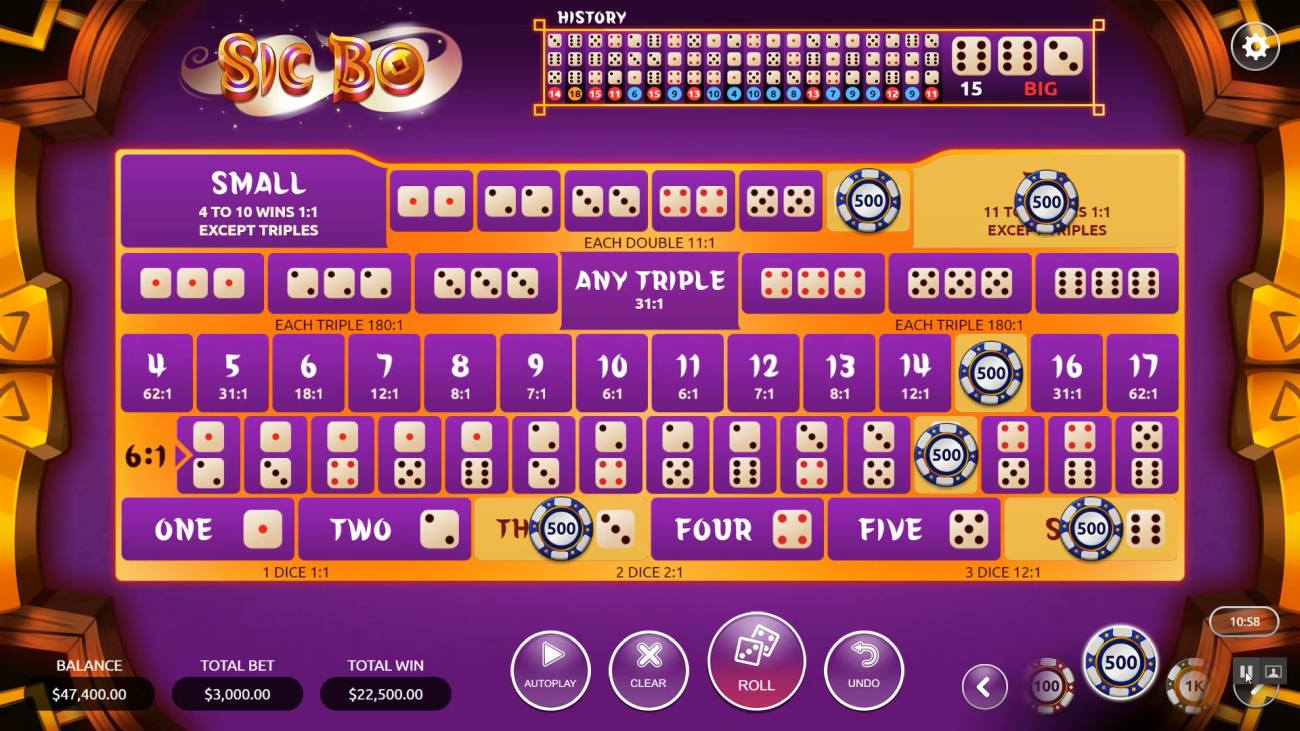 HISTORY
SIC BO
14 18 15 11 6 15 9 13 10 4 10 8 8 13 7 9 9 12 9 11
15 BIG
SMALL
4 TO 10 WINS 1:1
EXCEPT TRIPLES
500
500
11 TO S 1:1
EXCEP RIPLES
EACH DOUBLE 11:1
ANY TRIPLE
31:1
EACH TRIPLE 180:1
EACH TRIPLE 180:1
4 5 6 7 8 9 10 11 12 13 14 500 16 17
62:1 31:1 18:1 12:1 8:1 7:1 6:1 6:1 7:1 8:1 12:1 31:1 62:1
6:1 500
ONE TWO TH 500 FOUR FIVE S 500
1 DICE 1:1 2 DICE 2:1 3 DICE 12:1
10:58
BALANCE TOTAL BET TOTAL WIN
$47,400.00 $3,000.00 $22,500.00
AUTOPLAY CLEAR ROLL UNDO
100 500 1K